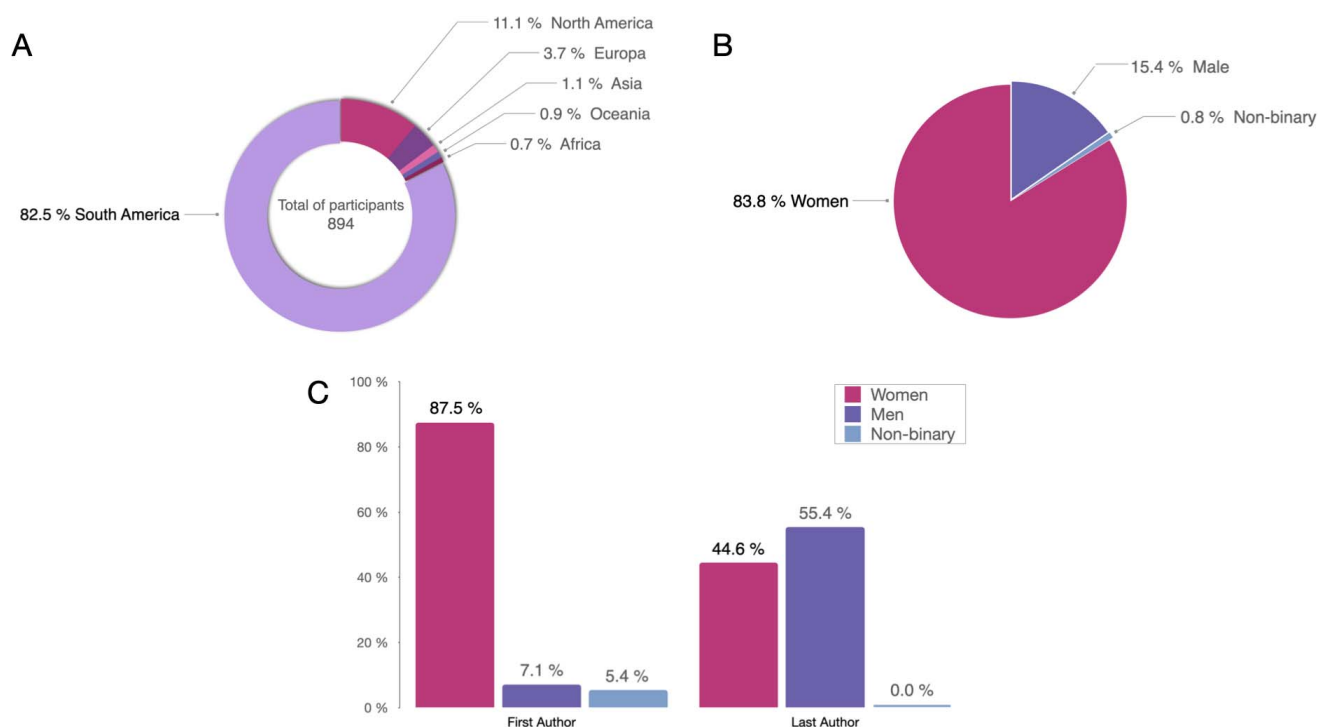 A
11.1 % North America
3.7 % Europa
1.1 % Asia
0.9 % Oceania
0.7 % Africa
82.5 % South America
Total of participants
894
B
15.4 % Male
0.8 % Non-binary
83.8 % Women
C
100 %
80 %
60 %
40 %
20 %
0 %
87.5 %
7.1 %
5.4 %
44.6 %
55.4 %
0.0 %
First Author
Last Author
Women
Men
Non-binary